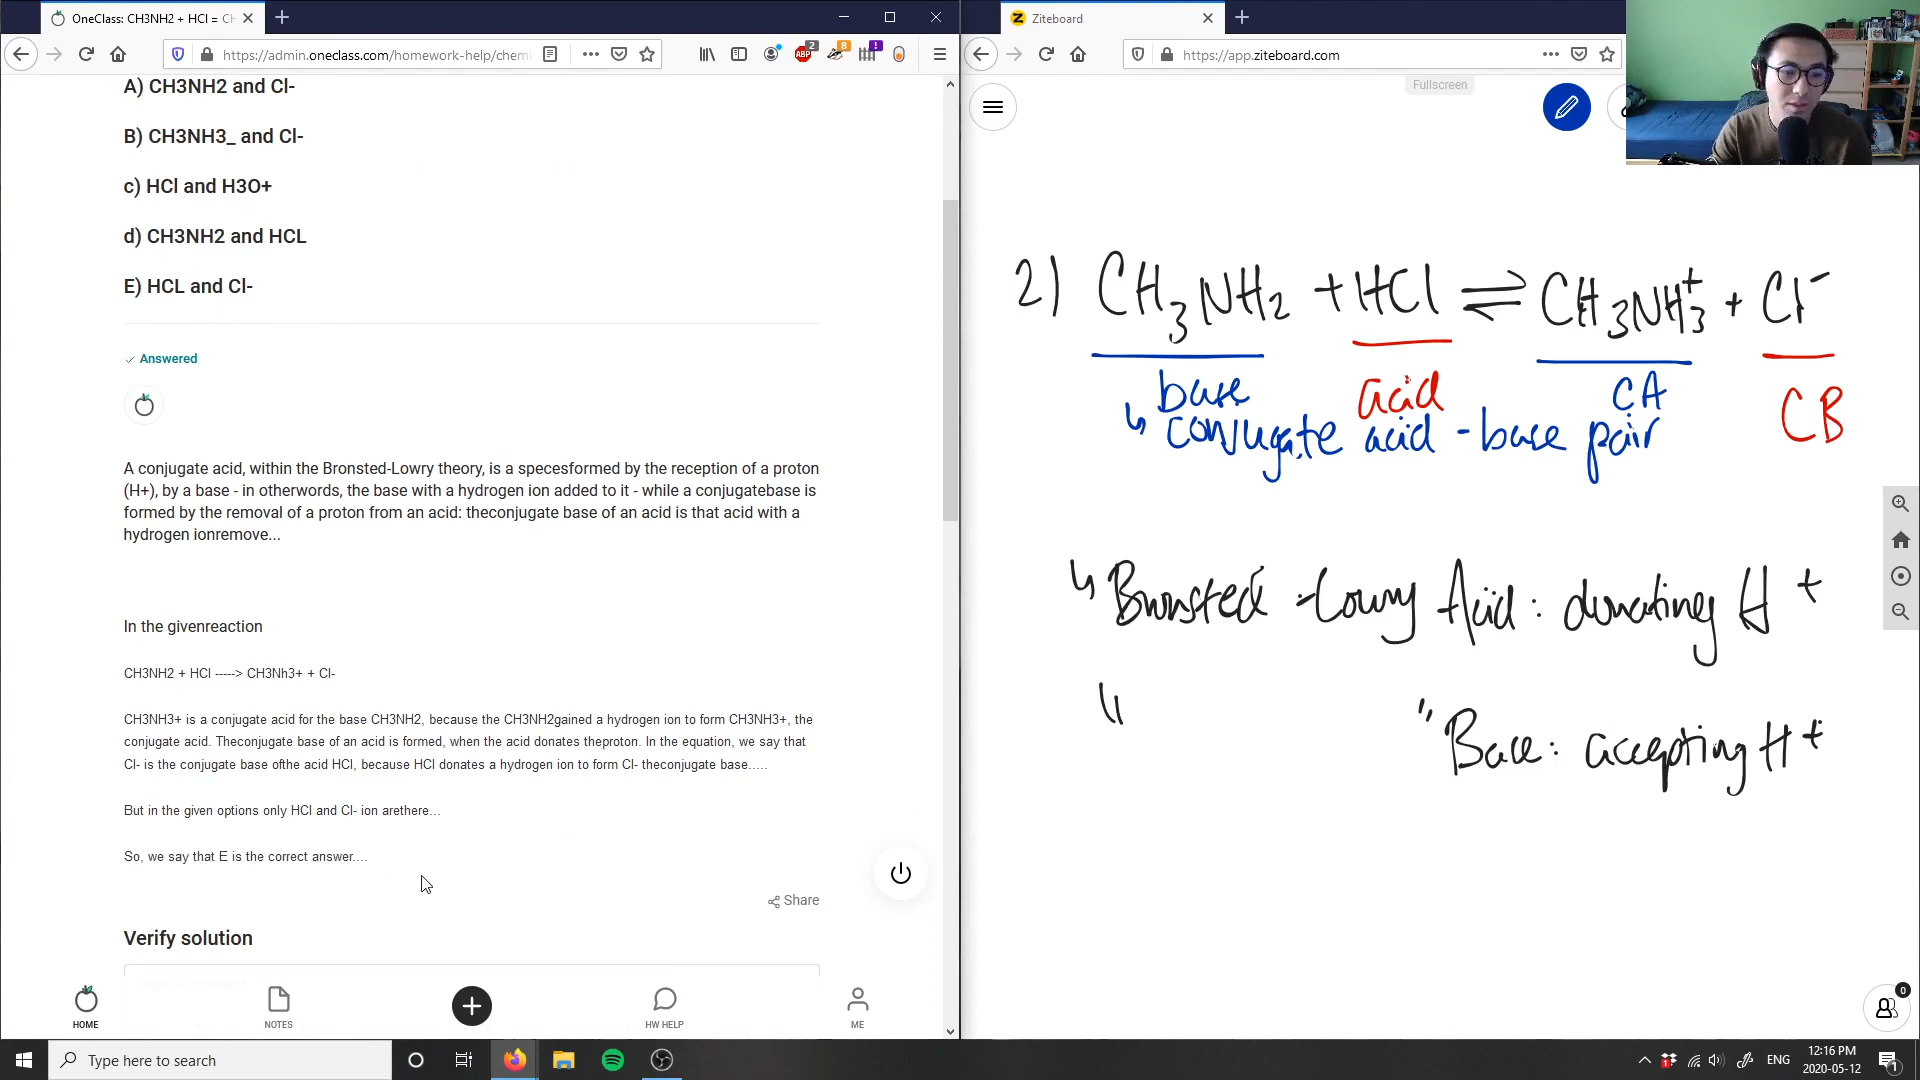 OneClass: CH3NH2 + HCl = CH
Ziteboard
https://admin.oneclass.com/homework-help/chemi
https://app.ziteboard.com
Fullscreen
A) CH3NH2 and Cl-
B) CH3NH3_ and Cl-
c) HCl and H3O+
d) CH3NH2 and HCL
E) HCL and Cl-
Answered
A conjugate acid, within the Bronsted-Lowry theory, is a specesformed by the reception of a proton
(H+), by a base - in otherwords, the base with a hydrogen ion added to it - while a conjugatebase is
formed by the removal of a proton from an acid: theconjugate base of an acid is that acid with a
hydrogen ionremove...
In the givenreaction
CH3NH2 + HCl -----> CH3Nh3+ + Cl-
CH3NH3+ is a conjugate acid for the base CH3NH2, because the CH3NH2gained a hydrogen ion to form CH3NH3+, the
conjugate acid. Theconjugate base of an acid is formed, when the acid donates theproton. In the equation, we say that
Cl- is the conjugate base ofthe acid HCl, because HCl donates a hydrogen ion to form Cl- theconjugate base.....
But in the given options only HCl and Cl- ion arethere...
So, we say that E is the correct answer....
Share
Verify solution
Leave a comment
HOME
NOTES
HW HELP
ME
2) CH₃NH₂ + HCl ⇌ CH₃NH₃⁺ + Cl⁻
base acid CA CB
↳ conjugate acid - base pair
↳ Bronsted - Lowry Acid : donating H⁺
" " Base : accepting H⁺
0
Type here to search
ENG
12:16 PM
2020-05-12
1